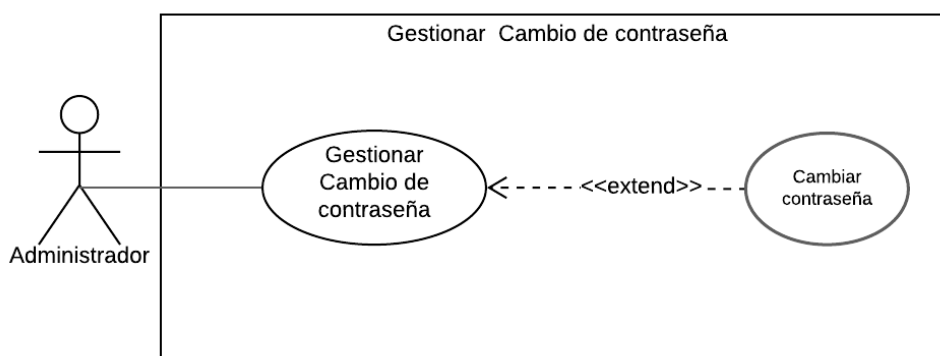 Gestionar  Cambio de contraseña
Gestionar
Cambio de
contraseña
<<extend>>
Cambiar
contraseña
Administrador